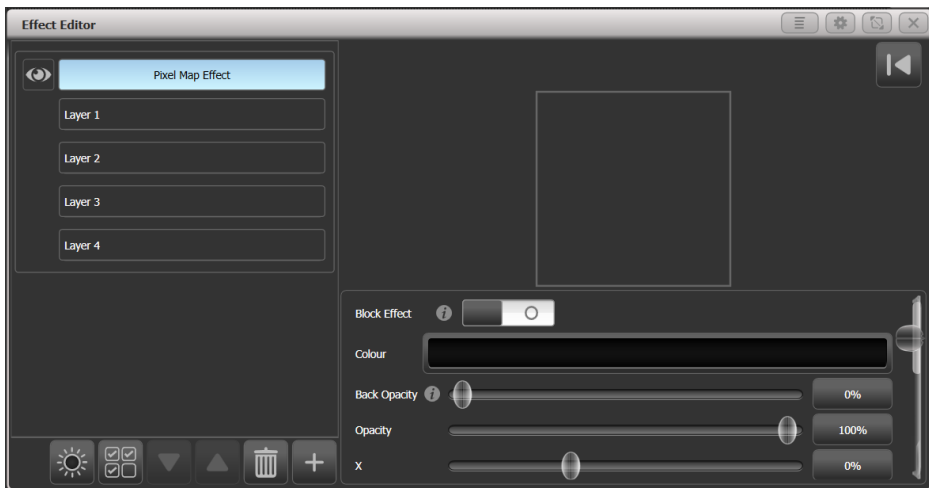 Effect Editor
Pixel Map Effect
Layer 1
Layer 2
Layer 3
Layer 4
Block Effect
Colour
Back Opacity 0%
Opacity 100%
X 0%